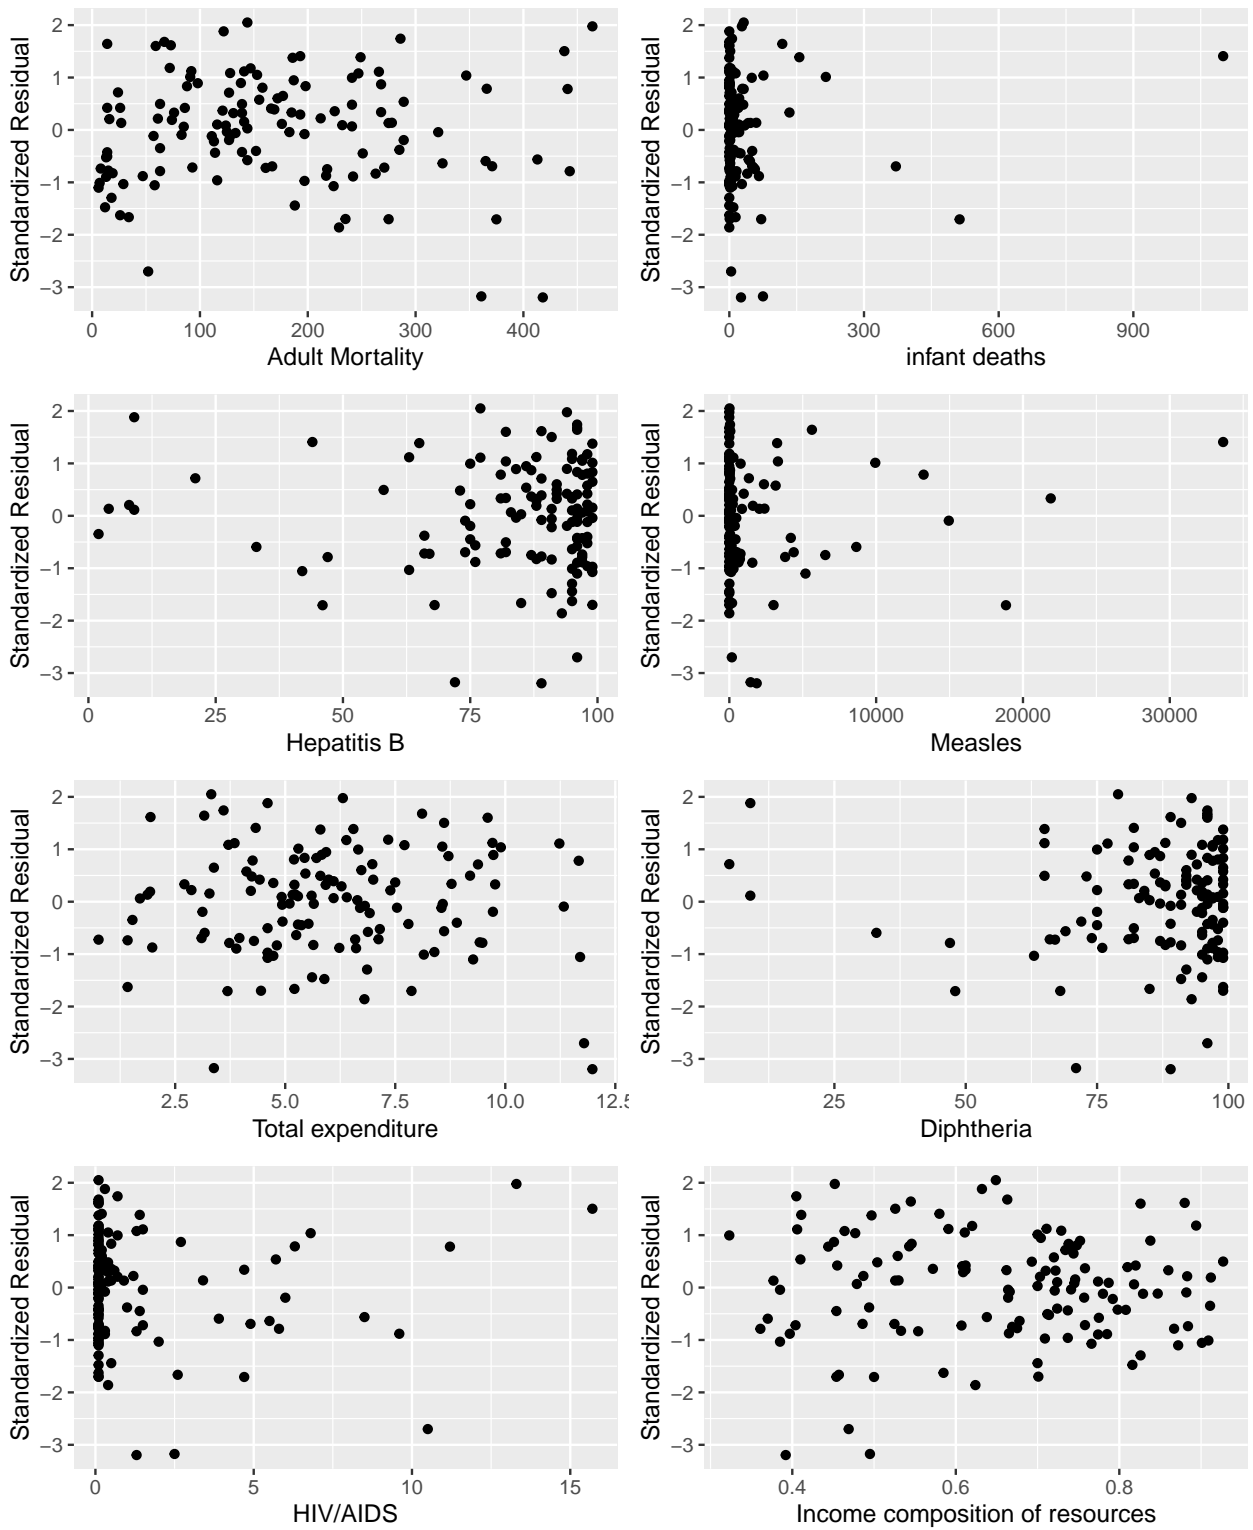 Standardized Residual
2
1
0
−1
−2
−3
0 100 200 300 400
Adult Mortality
Standardized Residual
2
1
0
−1
−2
−3
0 300 600 900
infant deaths
Standardized Residual
2
1
0
−1
−2
−3
0 25 50 75 100
Hepatitis B
Standardized Residual
2
1
0
−1
−2
−3
0 10000 20000 30000
Measles
Standardized Residual
2
1
0
−1
−2
−3
2.5 5.0 7.5 10.0 12.5
Total expenditure
Standardized Residual
2
1
0
−1
−2
−3
25 50 75 100
Diphtheria
Standardized Residual
2
1
0
−1
−2
−3
0 5 10 15
HIV/AIDS
Standardized Residual
2
1
0
−1
−2
−3
0.4 0.6 0.8
Income composition of resources